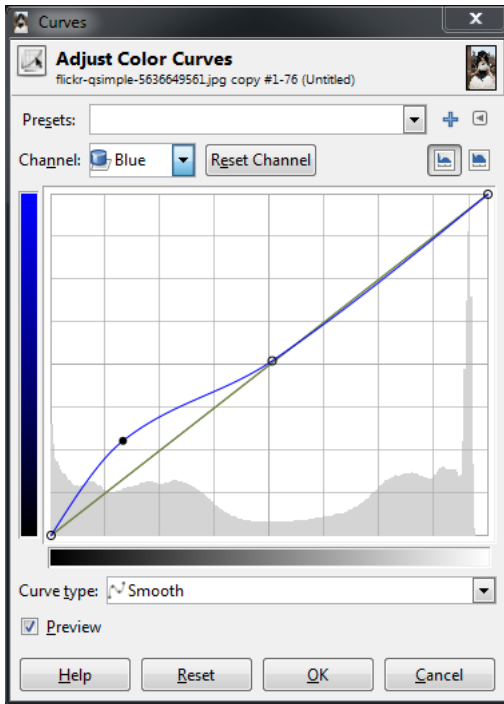 Curves
x
Adjust Color Curves
flickr-qsimple-5636649561.jpg copy #1-76 (Untitled)
Presets:
Channel: Blue Reset Channel
Curve type: Smooth
Preview
Help Reset OK Cancel